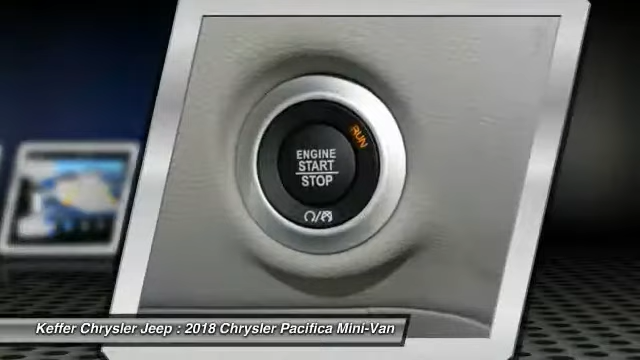 RUN
ENGINE
START
STOP
Keffer Chrysler Jeep : 2018 Chrysler Pacifica Mini-Van